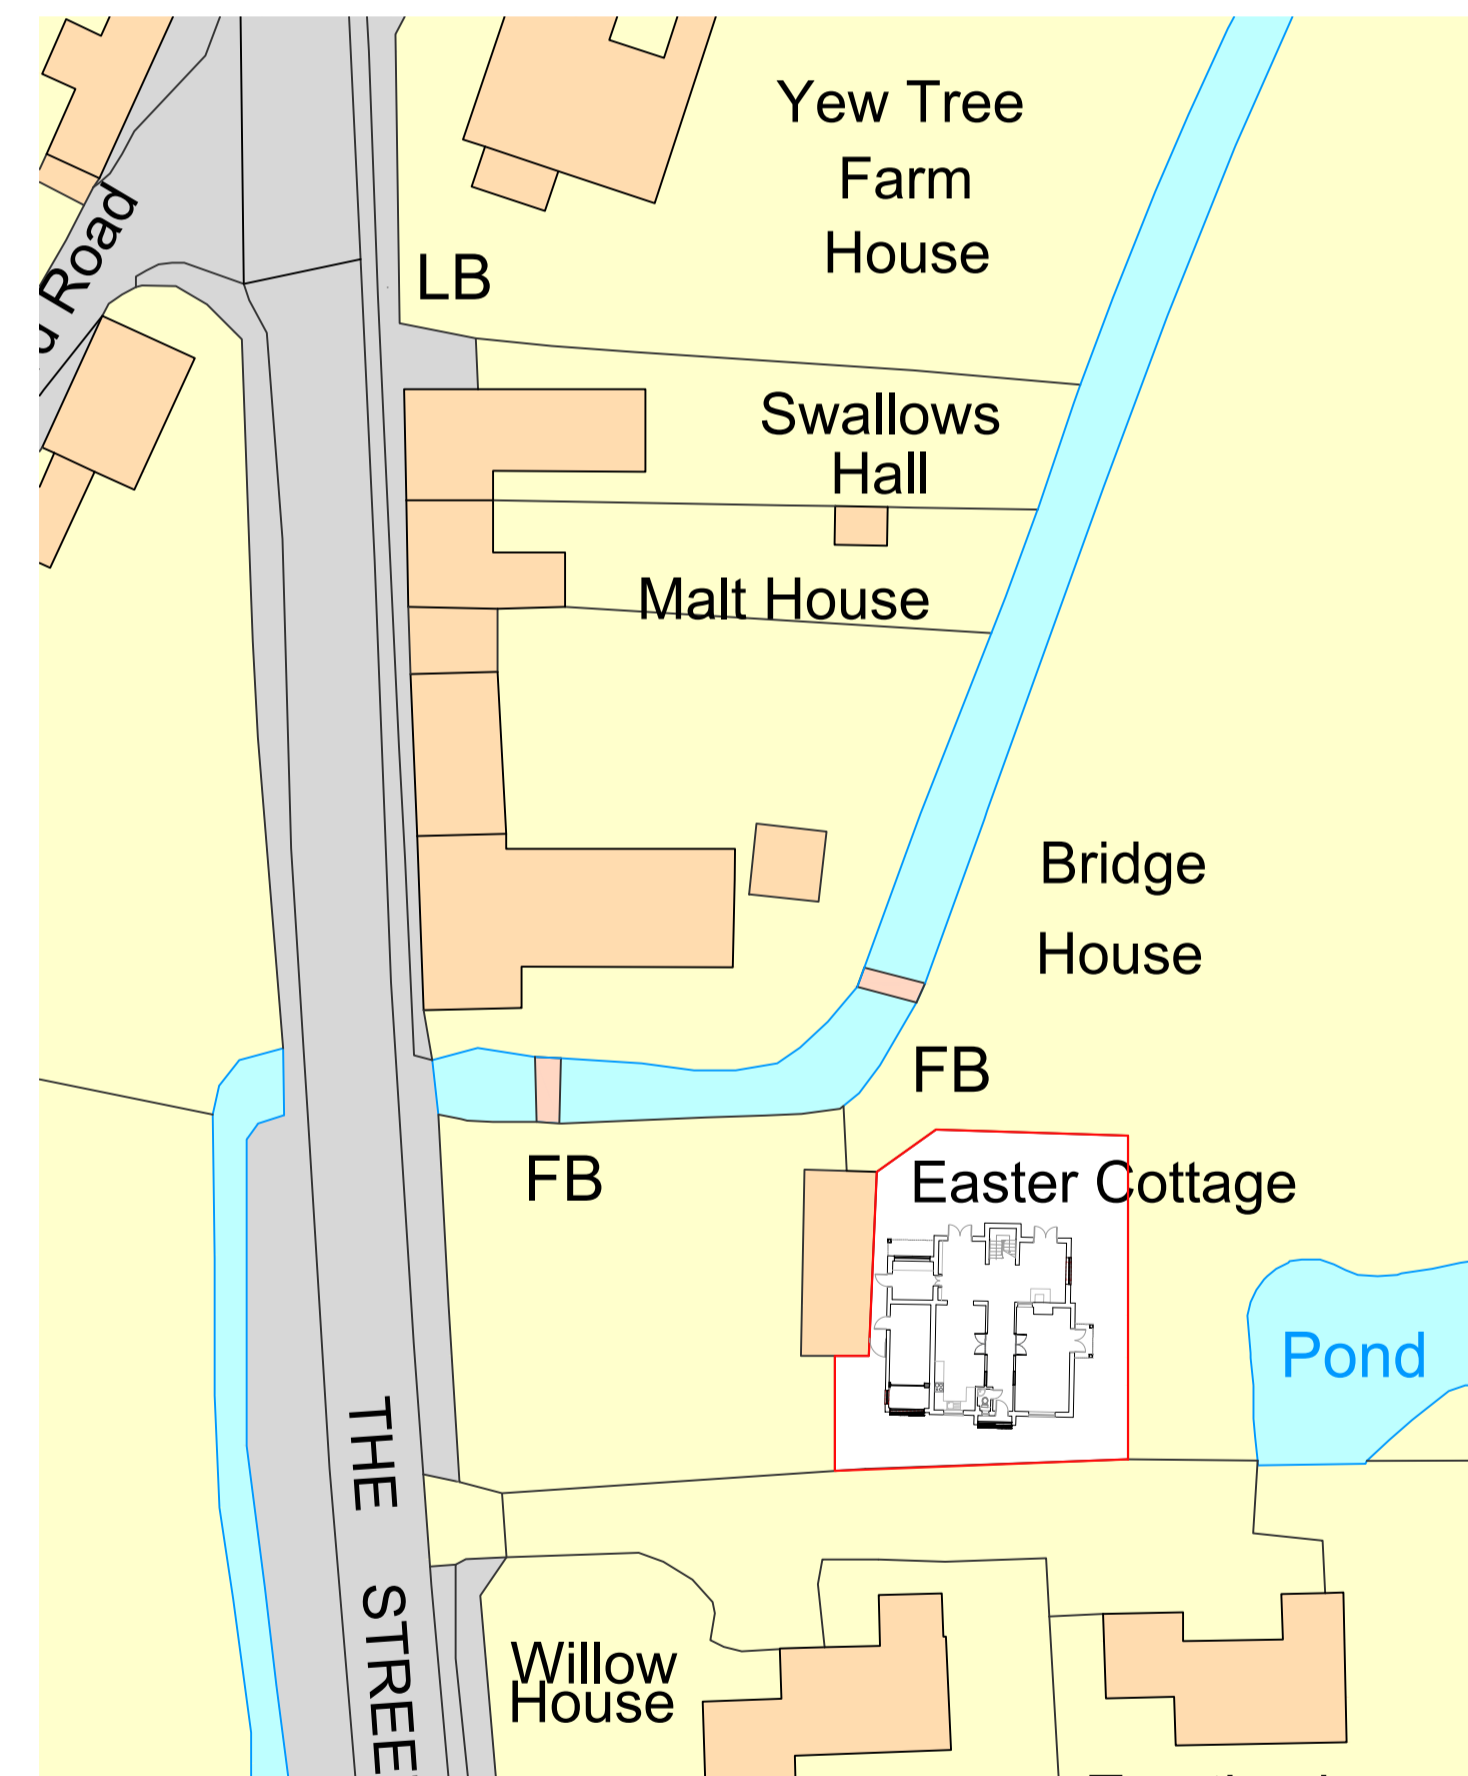 Yew Tree
Farm
House
d Road
LB
Swallows
Hall
Malt House
Bridge
House
FB
FB
Easter Cottage
Pond
THE STREE
Willow
House